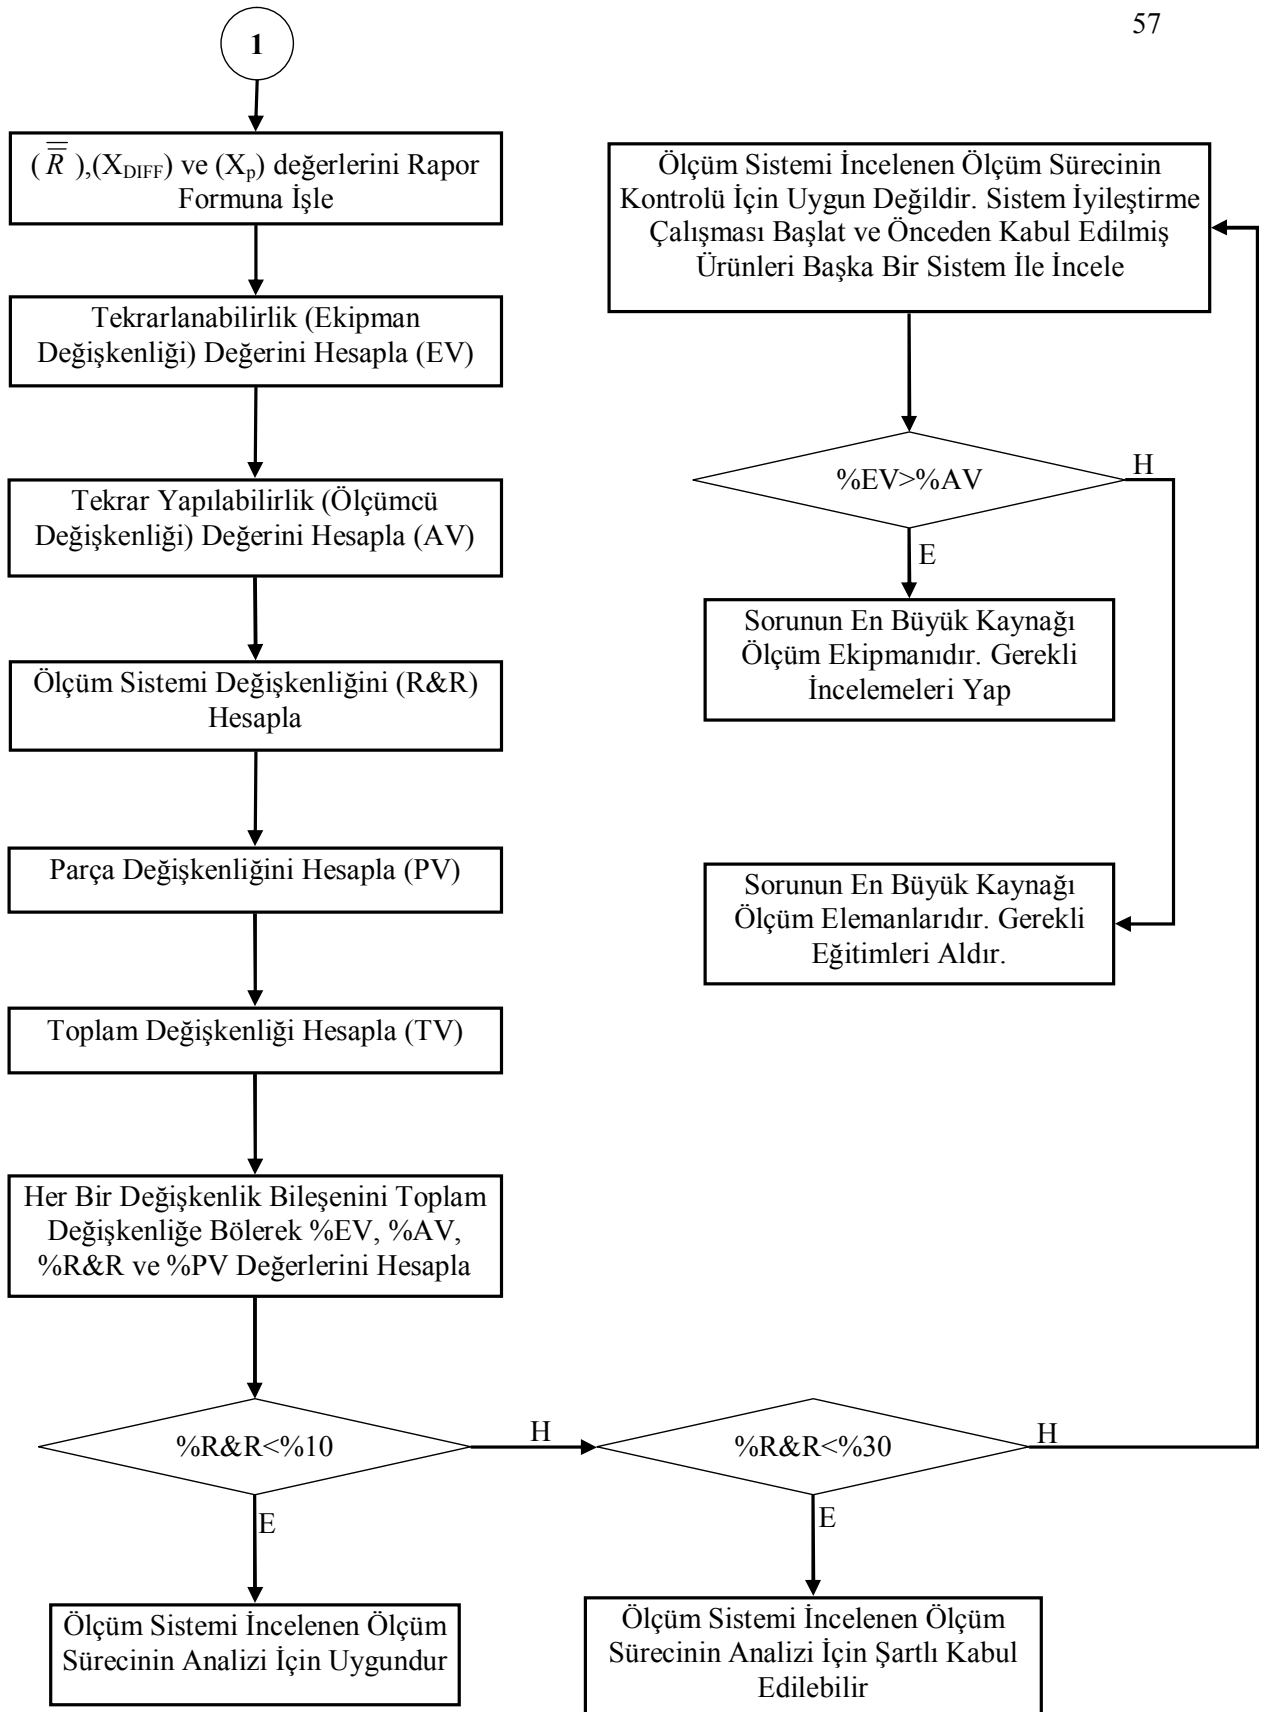 57
1
(R̿),(X_DIFF) ve (X_p) değerlerini Rapor
Formuna İşle
Tekrarlanabilirlik (Ekipman
Değişkenliği) Değerini Hesapla (EV)
Tekrar Yapılabilirlik (Ölçümcü
Değişkenliği) Değerini Hesapla (AV)
Ölçüm Sistemi Değişkenliğini (R&R)
Hesapla
Parça Değişkenliğini Hesapla (PV)
Toplam Değişkenliği Hesapla (TV)
Her Bir Değişkenlik Bileşenini Toplam
Değişkenliğe Bölerek %EV, %AV,
%R&R ve %PV Değerlerini Hesapla
%R&R<%10
H
E
Ölçüm Sistemi İncelenen Ölçüm
Sürecinin Analizi İçin Uygundur
%R&R<%30
H
E
Ölçüm Sistemi İncelenen Ölçüm
Sürecinin Analizi İçin Şartlı Kabul
Edilebilir
Ölçüm Sistemi İncelenen Ölçüm Sürecinin
Kontrolü İçin Uygun Değildir. Sistem İyileştirme
Çalışması Başlat ve Önceden Kabul Edilmiş
Ürünleri Başka Bir Sistem İle İncele
%EV>%AV
H
E
Sorunun En Büyük Kaynağı
Ölçüm Ekipmanıdır. Gerekli
İncelemeleri Yap
Sorunun En Büyük Kaynağı
Ölçüm Elemanlarıdır. Gerekli
Eğitimleri Aldır.